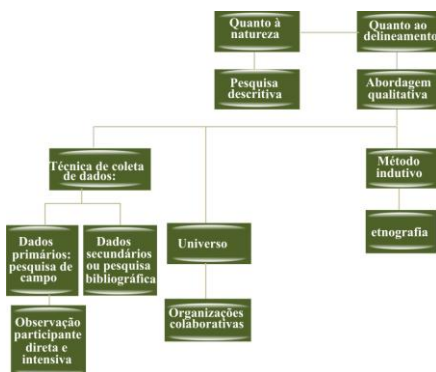 Quanto à
natureza
Quanto ao
delineamento
Pesquisa
descritiva
Abordagem
qualitativa
Técnica de coleta
de dados:
Método
indutivo
Dados
primários:
pesquisa de
campo
Dados
secundários
ou pesquisa
bibliográfica
Universo
etnografia
Observação
participante
direta e
intensiva
Organizações
colaborativas